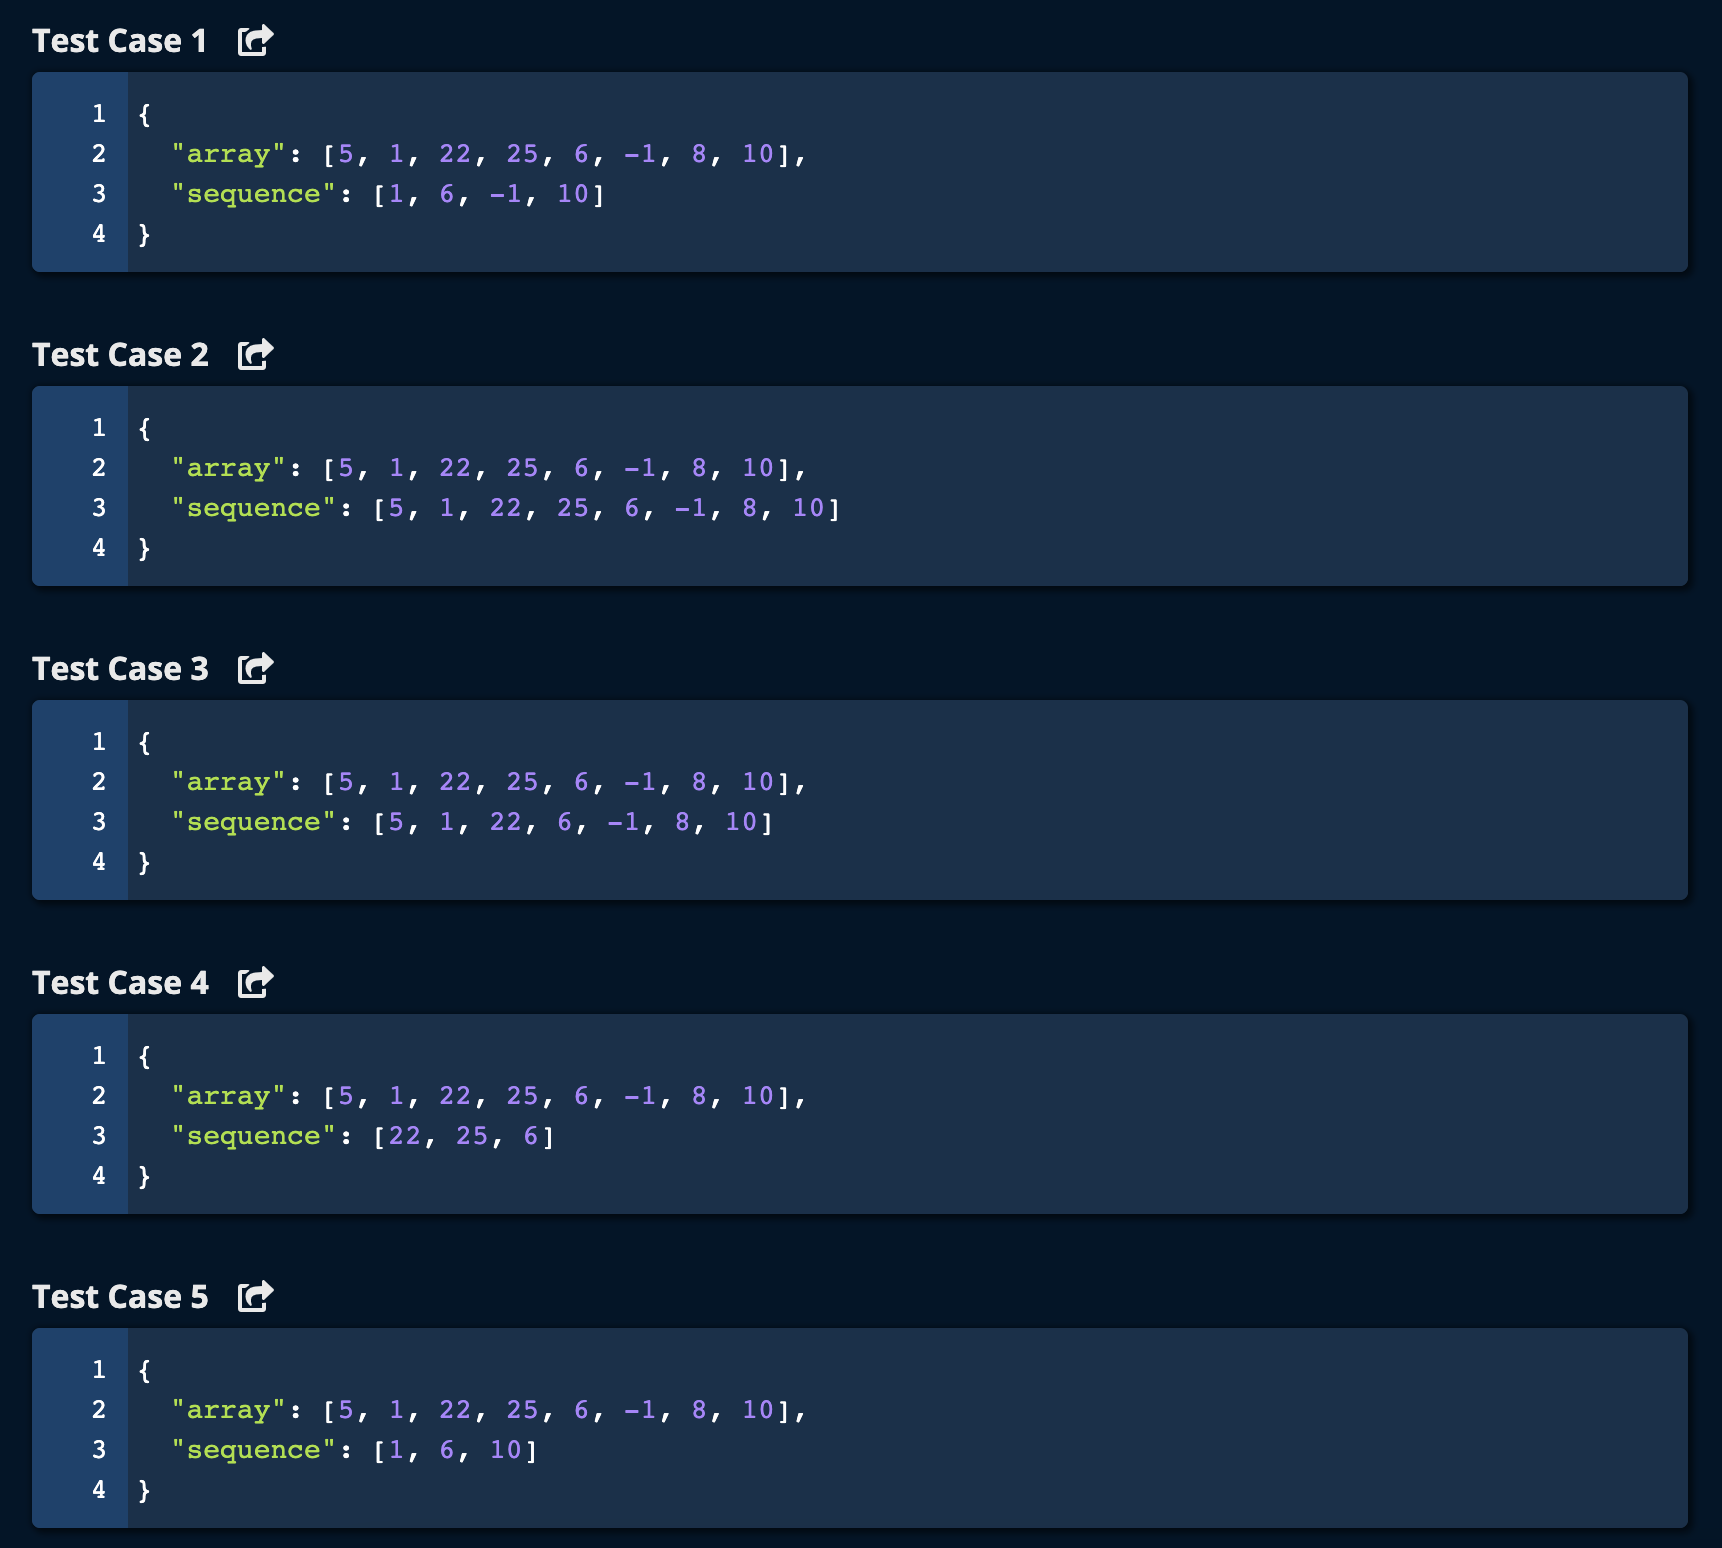 Test Case 1
1 {
2   "array": [5, 1, 22, 25, 6, -1, 8, 10],
3   "sequence": [1, 6, -1, 10]
4 }
Test Case 2
1 {
2   "array": [5, 1, 22, 25, 6, -1, 8, 10],
3   "sequence": [5, 1, 22, 25, 6, -1, 8, 10]
4 }
Test Case 3
1 {
2   "array": [5, 1, 22, 25, 6, -1, 8, 10],
3   "sequence": [5, 1, 22, 6, -1, 8, 10]
4 }
Test Case 4
1 {
2   "array": [5, 1, 22, 25, 6, -1, 8, 10],
3   "sequence": [22, 25, 6]
4 }
Test Case 5
1 {
2   "array": [5, 1, 22, 25, 6, -1, 8, 10],
3   "sequence": [1, 6, 10]
4 }